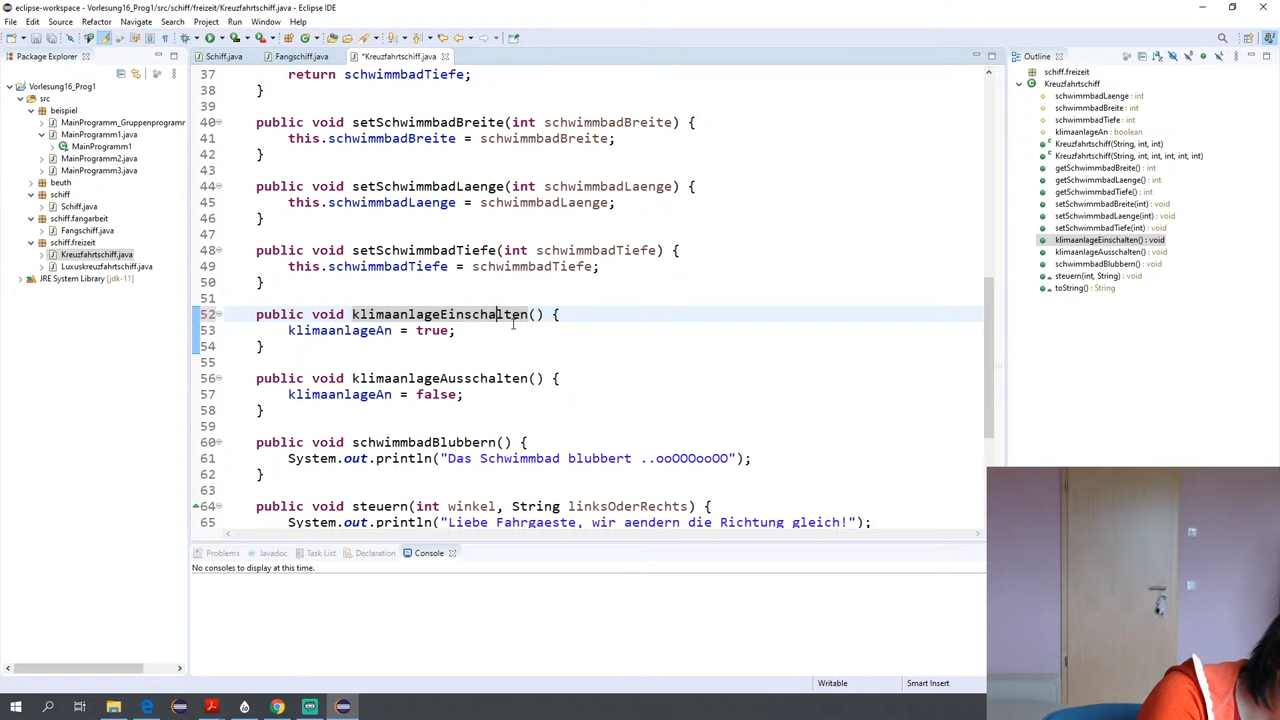 eclipse-workspace - Vorlesung16_Prog1/src/schiff/freizeit/Kreuzfahrtschiff.java - Eclipse IDE
File Edit Source Refactor Navigate Search Project Run Window Help
Package Explorer
Vorlesung16_Prog1
src
beispiel
MainProgramm_Gruppenprogramr
MainProgramm1.java
MainProgramm1
MainProgramm2.java
MainProgramm3.java
beuth
schiff
Schiff.java
schiff.fangarbeit
Fangschiff.java
schiff.freizeit
Kreuzfahrtschiff.java
Luxuskreuzfahrtschiff.java
JRE System Library [jdk-11]
Schiff.java Fangschiff.java *Kreuzfahrtschiff.java
37 return schwimmbadTiefe;
38 }
39
40 public void setSchwimmbadBreite(int schwimmbadBreite) {
41 this.schwimmbadBreite = schwimmbadBreite;
42 }
43
44 public void setSchwimmbadLaenge(int schwimmbadLaenge) {
45 this.schwimmbadLaenge = schwimmbadLaenge;
46 }
47
48 public void setSchwimmbadTiefe(int schwimmbadTiefe) {
49 this.schwimmbadTiefe = schwimmbadTiefe;
50 }
51
52 public void klimaanlageEinschalten() {
53 klimaanlageAn = true;
54 }
55
56 public void klimaanlageAusschalten() {
57 klimaanlageAn = false;
58 }
59
60 public void schwimmbadBlubbern() {
61 System.out.println("Das Schwimmbad blubbert ..ooOOOooOO");
62 }
63
64 public void steuern(int winkel, String linksOderRechts) {
65 System.out.println("Liebe Fahrgaeste, wir aendern die Richtung gleich!");
Problems Javadoc Task List Declaration Console
No consoles to display at this time.
Outline
schiff.freizeit
Kreuzfahrtschiff
schwimmbadLaenge : int
schwimmbadBreite : int
schwimmbadTiefe : int
klimaanlageAn : boolean
Kreuzfahrtschiff(String, int, int)
Kreuzfahrtschiff(String, int, int, int, int, int)
getSchwimmbadBreite() : int
getSchwimmbadLaenge() : int
getSchwimmbadTiefe() : int
setSchwimmbadBreite(int) : void
setSchwimmbadLaenge(int) : void
setSchwimmbadTiefe(int) : void
klimaanlageEinschalten() : void
klimaanlageAusschalten() : void
schwimmbadBlubbern() : void
steuern(int, String) : void
toString() : String
Writable Smart Insert